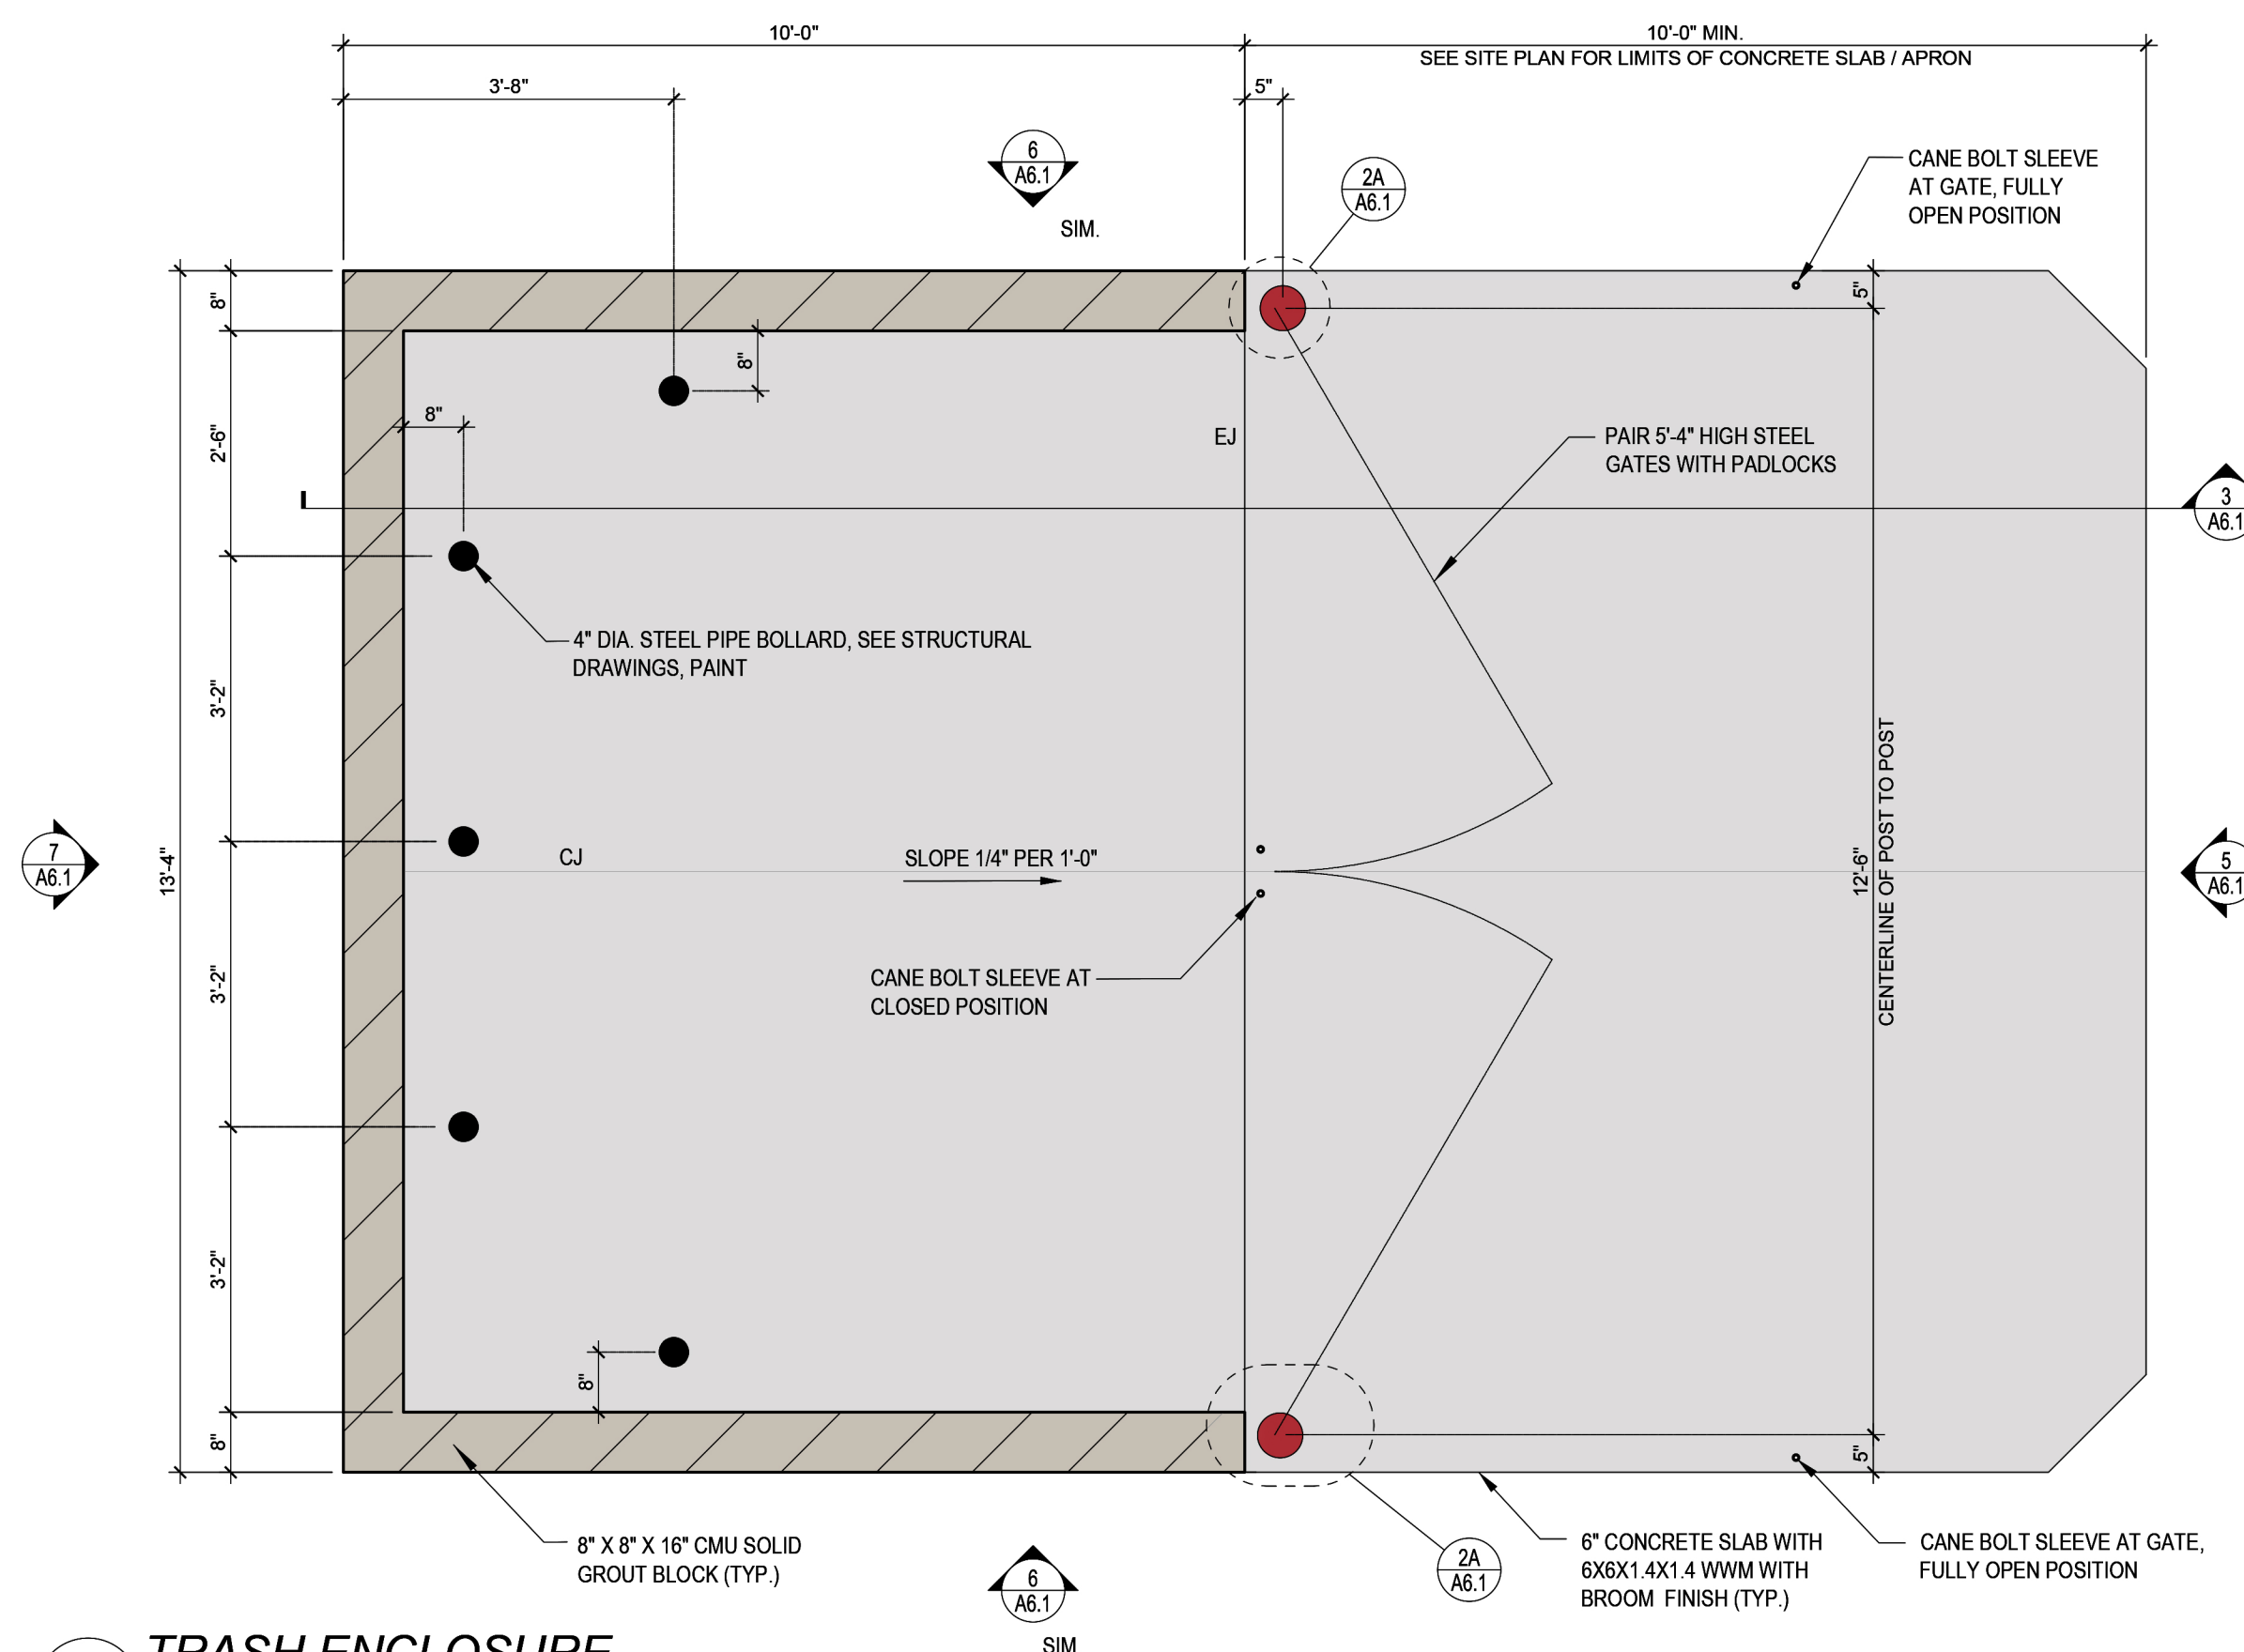 10'-0"
10'-0" MIN.
SEE SITE PLAN FOR LIMITS OF CONCRETE SLAB / APRON
3'-8"
5"
6
A6.1
SIM.
2A
A6.1
CANE BOLT SLEEVE
AT GATE, FULLY
OPEN POSITION
8"
5"
8"
8"
2'-6"
EJ
PAIR 5'-4" HIGH STEEL
GATES WITH PADLOCKS
3
A6.1
4" DIA. STEEL PIPE BOLLARD, SEE STRUCTURAL
DRAWINGS, PAINT
3'-2"
7
A6.1
13'-4"
CJ
SLOPE 1/4" PER 1'-0"
12'-6"
CENTERLINE OF POST TO POST
5
A6.1
CANE BOLT SLEEVE AT
CLOSED POSITION
3'-2"
3'-2"
8"
8"
5"
8" X 8" X 16" CMU SOLID
GROUT BLOCK (TYP.)
6
A6.1
SIM
2A
A6.1
6" CONCRETE SLAB WITH
6X6X1.4X1.4 WWM WITH
BROOM FINISH (TYP.)
CANE BOLT SLEEVE AT GATE,
FULLY OPEN POSITION
TRASH ENCLOSURE